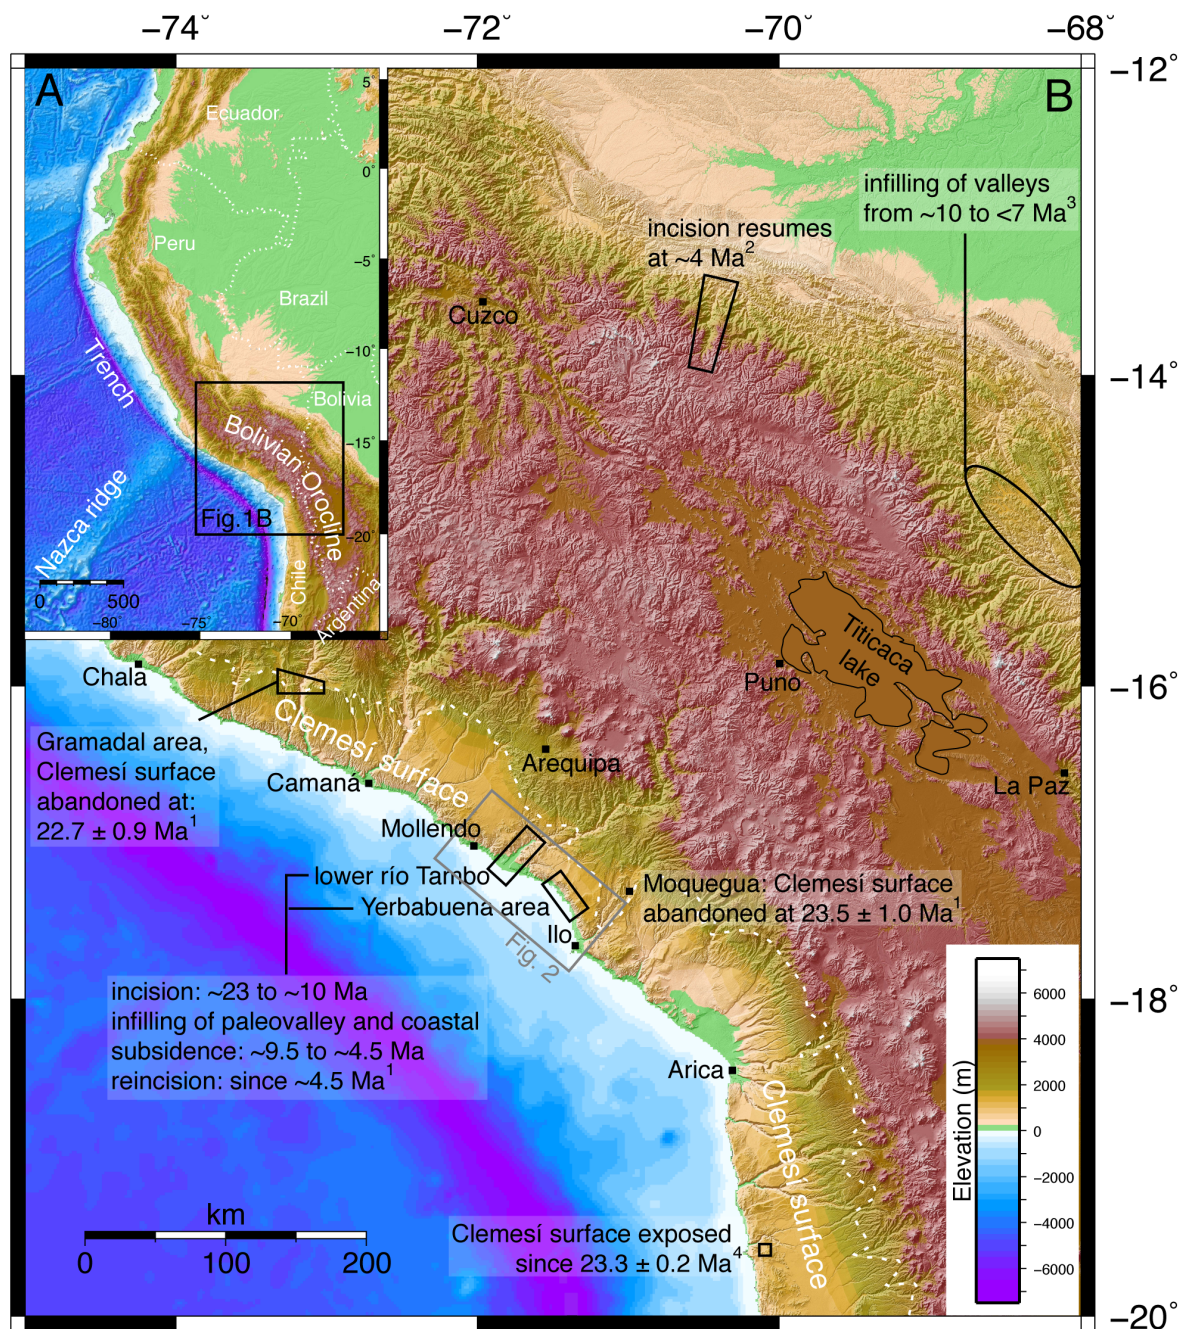 −74°
−72°
−70°
−68°
A
B
−12°
−14°
−16°
−18°
−20°
Ecuador
Peru
Brazil
Bolivia
Trench
Bolivian Orocline
Nazca ridge
Fig.1B
Chile
Argentina
5°
0°
−5°
−10°
−15°
−20°
0
500
−80°
−75°
−70°
infilling of valleys
from ~10 to <7 Ma³
incision resumes
at ~4 Ma²
Cuzco
Titicaca
lake
Puno
La Paz
Chala
Clemesí surface
Arequipa
Gramadal area,
Clemesí surface
abandoned at:
22.7 ± 0.9 Ma¹
Camaná
Mollendo
lower río Tambo
Yerbabuena area
Ilo
Fig. 2
Moquegua: Clemesí surface
abandoned at 23.5 ± 1.0 Ma¹
incision: ~23 to ~10 Ma
infilling of paleovalley and coastal
subsidence: ~9.5 to ~4.5 Ma
reincision: since ~4.5 Ma¹
Arica
Clemesí surface
Clemesí surface exposed
since 23.3 ± 0.2 Ma⁴
km
0
50
100
150
200
Elevation (m)
6000
4000
2000
0
−2000
−4000
−6000